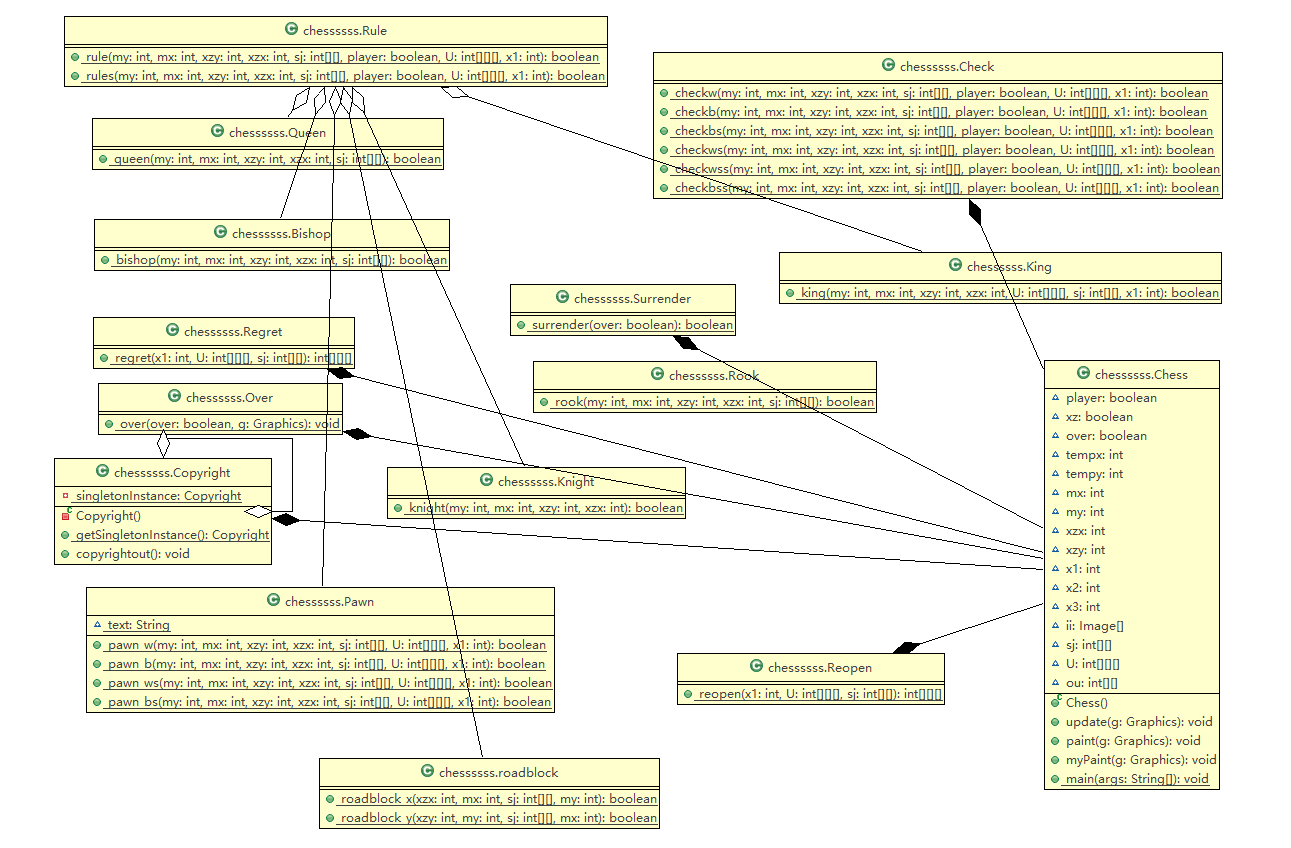 chessssss.Rule
rule(my: int, mx: int, xzy: int, xzx: int, sj: int[][], player: boolean, U: int[][][], x1: int): boolean
rules(my: int, mx: int, xzy: int, xzx: int, sj: int[][], player: boolean, U: int[][][], x1: int): boolean
chessssss.Check
checkw(my: int, mx: int, xzy: int, xzx: int, sj: int[][], player: boolean, U: int[][][], x1: int): boolean
checkb(my: int, mx: int, xzy: int, xzx: int, sj: int[][], player: boolean, U: int[][][], x1: int): boolean
checkbs(my: int, mx: int, xzy: int, xzx: int, sj: int[][], player: boolean, U: int[][][], x1: int): boolean
checkws(my: int, mx: int, xzy: int, xzx: int, sj: int[][], player: boolean, U: int[][][], x1: int): boolean
checkwss(my: int, mx: int, xzy: int, xzx: int, sj: int[][], player: boolean, U: int[][][], x1: int): boolean
checkbss(my: int, mx: int, xzy: int, xzx: int, sj: int[][], player: boolean, U: int[][][], x1: int): boolean
chessssss.Queen
queen(my: int, mx: int, xzy: int, xzx: int, sj: int[][]): boolean
chessssss.Bishop
bishop(my: int, mx: int, xzy: int, xzx: int, sj: int[][]): boolean
chessssss.King
king(my: int, mx: int, xzy: int, xzx: int, U: int[][][], sj: int[][], x1: int): boolean
chessssss.Surrender
surrender(over: boolean): boolean
chessssss.Regret
regret(x1: int, U: int[][][], sj: int[][]): int[][][]
chessssss.Rook
rook(my: int, mx: int, xzy: int, xzx: int, sj: int[][]): boolean
chessssss.Over
over(over: boolean, g: Graphics): void
chessssss.Copyright
singletonInstance: Copyright
Copyright()
getSingletonInstance(): Copyright
copyrightout(): void
chessssss.Knight
knight(my: int, mx: int, xzy: int, xzx: int): boolean
chessssss.Chess
player: boolean
xz: boolean
over: boolean
tempx: int
tempy: int
mx: int
my: int
xzx: int
xzy: int
x1: int
x2: int
x3: int
ii: Image[]
sj: int[][]
U: int[][][]
ou: int[][]
Chess()
update(g: Graphics): void
paint(g: Graphics): void
myPaint(g: Graphics): void
main(args: String[]): void
chessssss.Pawn
text: String
pawn_w(my: int, mx: int, xzy: int, xzx: int, sj: int[][], U: int[][][], x1: int): boolean
pawn_b(my: int, mx: int, xzy: int, xzx: int, sj: int[][], U: int[][][], x1: int): boolean
pawn_ws(my: int, mx: int, xzy: int, xzx: int, sj: int[][], U: int[][][], x1: int): boolean
pawn_bs(my: int, mx: int, xzy: int, xzx: int, sj: int[][], U: int[][][], x1: int): boolean
chessssss.Reopen
reopen(x1: int, U: int[][][], sj: int[][]): int[][][]
chessssss.roadblock
roadblock_x(xzx: int, mx: int, sj: int[][], my: int): boolean
roadblock_y(xzy: int, my: int, sj: int[][], mx: int): boolean